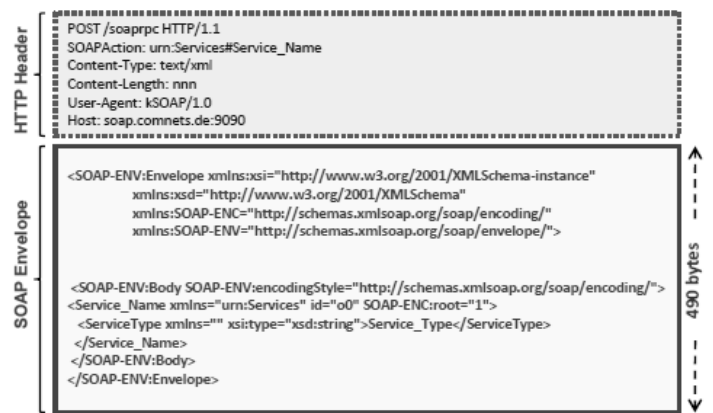 HTTP Header
POST /soaprpc HTTP/1.1
SOAPAction: urn:Services#Service_Name
Content-Type: text/xml
Content-Length: nnn
User-Agent: kSOAP/1.0
Host: soap.comnets.de:9090
SOAP Envelope
<SOAP-ENV:Envelope xmlns:xsi="http://www.w3.org/2001/XMLSchema-instance"
xmlns:xsd="http://www.w3.org/2001/XMLSchema"
xmlns:SOAP-ENC="http://schemas.xmlsoap.org/soap/encoding/"
xmlns:SOAP-ENV="http://schemas.xmlsoap.org/soap/envelope/">
<SOAP-ENV:Body SOAP-ENV:encodingStyle="http://schemas.xmlsoap.org/soap/encoding/">
<Service_Name xmlns="urn:Services" id="o0" SOAP-ENC:root="1">
<ServiceType xmlns="" xsi:type="xsd:string">Service_Type</ServiceType>
</Service_Name>
</SOAP-ENV:Body>
</SOAP-ENV:Envelope>
490 bytes